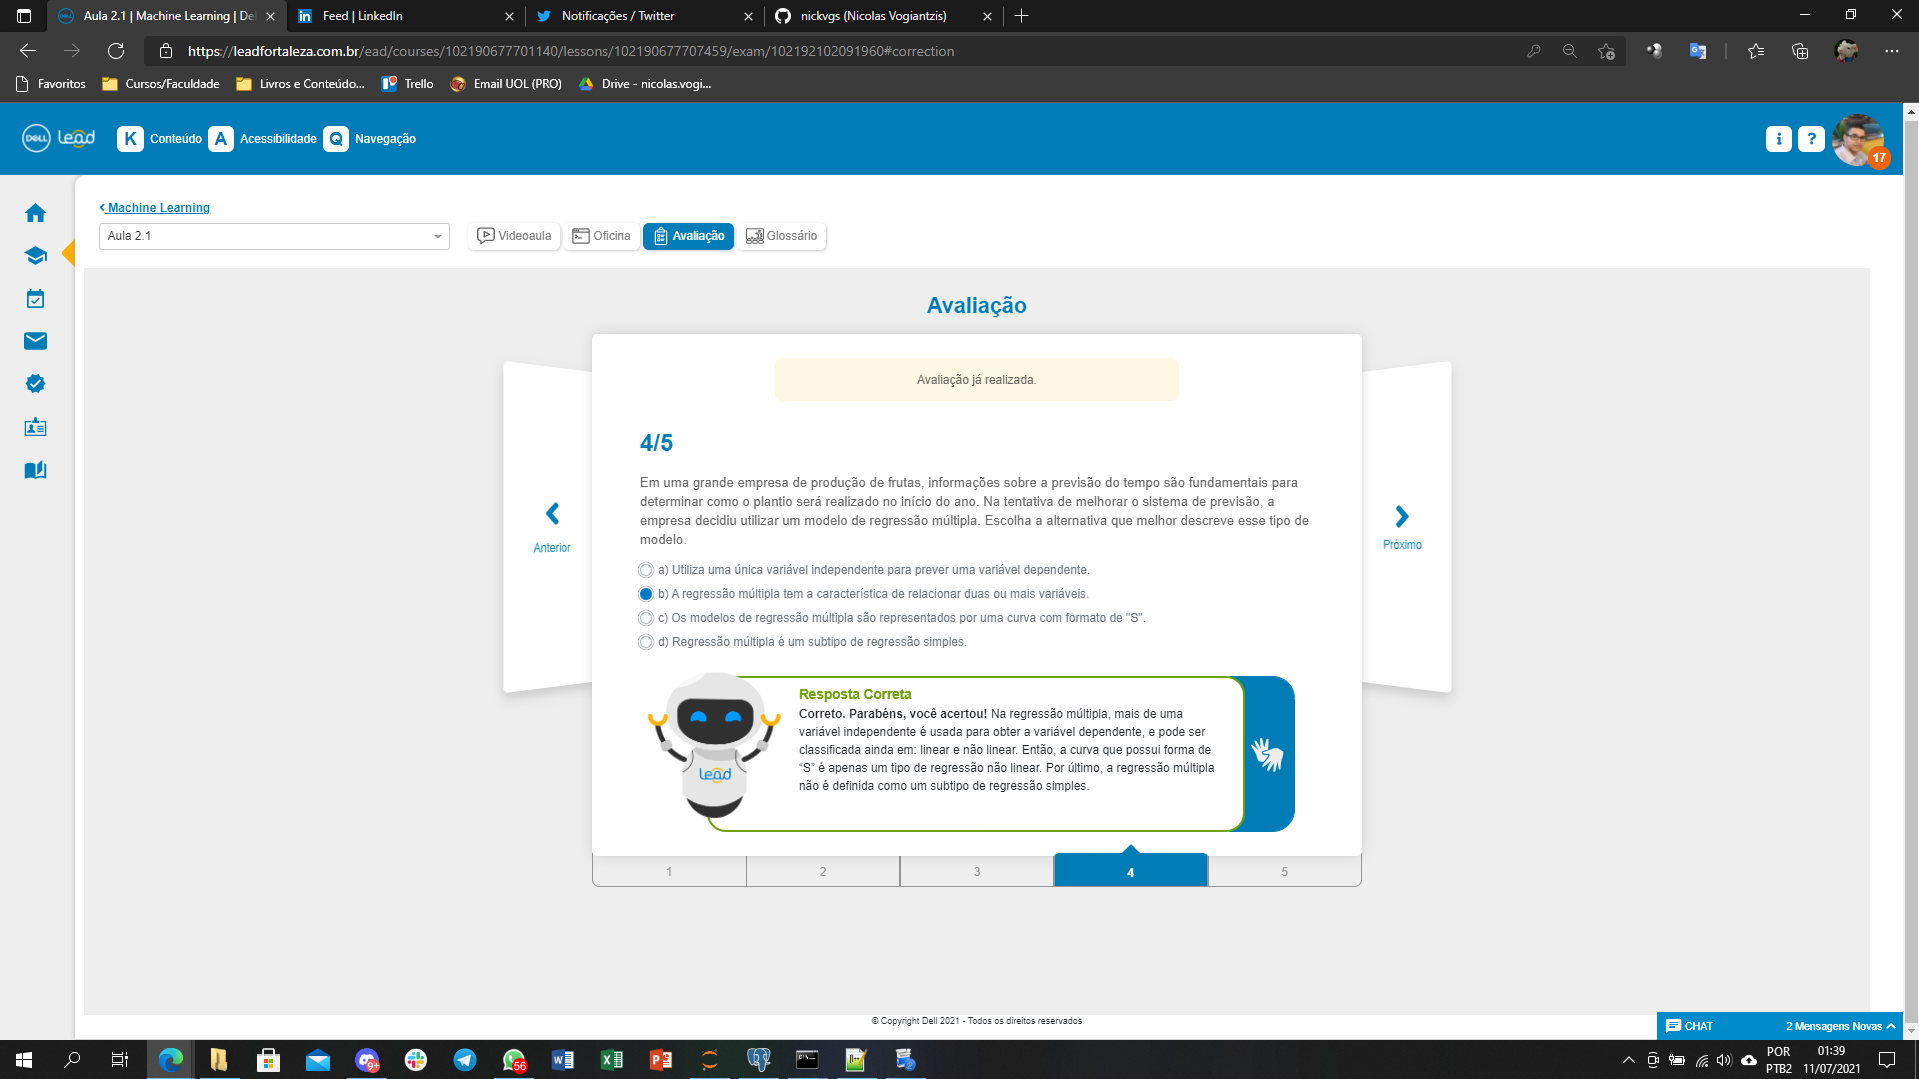 Aula 2.1 | Machine Learning | De
Feed | LinkedIn
Notificações / Twitter
nickvgs (Nicolas Vogiantzis)
https://leadfortaleza.com.br/ead/courses/102190677701140/lessons/102190677707459/exam/102192102091960#correction
Favoritos
Cursos/Faculdade
Livros e Conteúdo...
Trello
Email UOL (PRO)
Drive - nicolas.vogi...
DELL Lead
K Conteúdo A Acessibilidade Q Navegação
i ? 17
Machine Learning
Aula 2.1
Videoaula
Oficina
Avaliação
Glossário
Avaliação
Avaliação já realizada.
4/5
Em uma grande empresa de produção de frutas, informações sobre a previsão do tempo são fundamentais para
determinar como o plantio será realizado no início do ano. Na tentativa de melhorar o sistema de previsão, a
empresa decidiu utilizar um modelo de regressão múltipla. Escolha a alternativa que melhor descreve esse tipo de
modelo.
Anterior
Próximo
a) Utiliza uma única variável independente para prever uma variável dependente.
b) A regressão múltipla tem a característica de relacionar duas ou mais variáveis.
c) Os modelos de regressão múltipla são representados por uma curva com formato de "S".
d) Regressão múltipla é um subtipo de regressão simples.
Resposta Correta
Correto. Parabéns, você acertou! Na regressão múltipla, mais de uma
variável independente é usada para obter a variável dependente, e pode ser
classificada ainda em: linear e não linear. Então, a curva que possui forma de
“S” é apenas um tipo de regressão não linear. Por último, a regressão múltipla
não é definida como um subtipo de regressão simples.
Lead
1 2 3 4 5
© Copyright Dell 2021 - Todos os direitos reservados
CHAT 2 Mensagens Novas
9+
56
POR
PTB2
01:39
11/07/2021